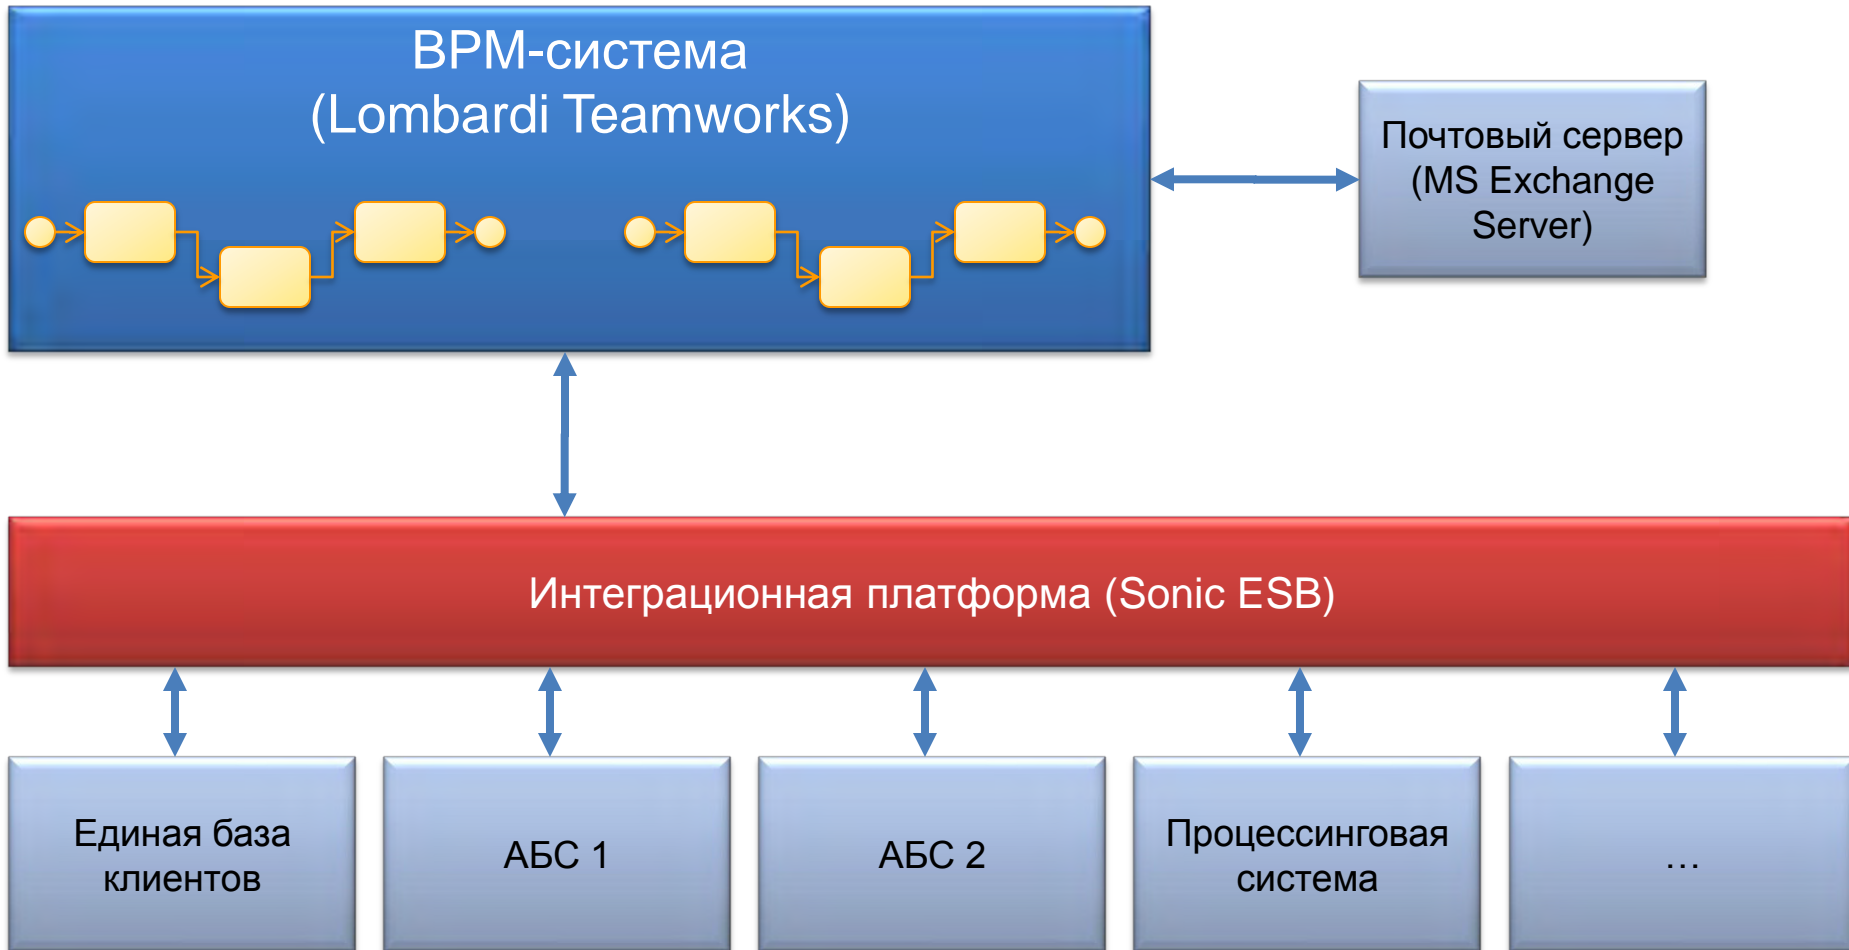 BPM-система
(Lombardi Teamworks)
Почтовый сервер
(MS Exchange
Server)
Интеграционная платформа (Sonic ESB)
Единая база
клиентов
АБС 1
АБС 2
Процессинговая
система
…